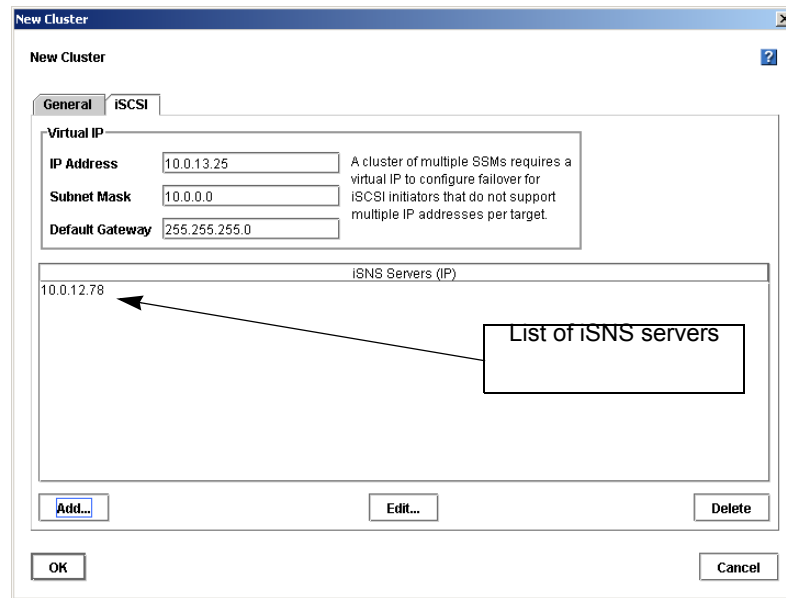 New Cluster
New Cluster
General iSCSI
Virtual IP
IP Address 10.0.13.25
Subnet Mask 10.0.0.0
Default Gateway 255.255.255.0
A cluster of multiple SSMs requires a
virtual IP to configure failover for
iSCSI initiators that do not support
multiple IP addresses per target.
iSNS Servers (IP)
10.0.12.78
List of iSNS servers
Add... Edit... Delete
OK Cancel